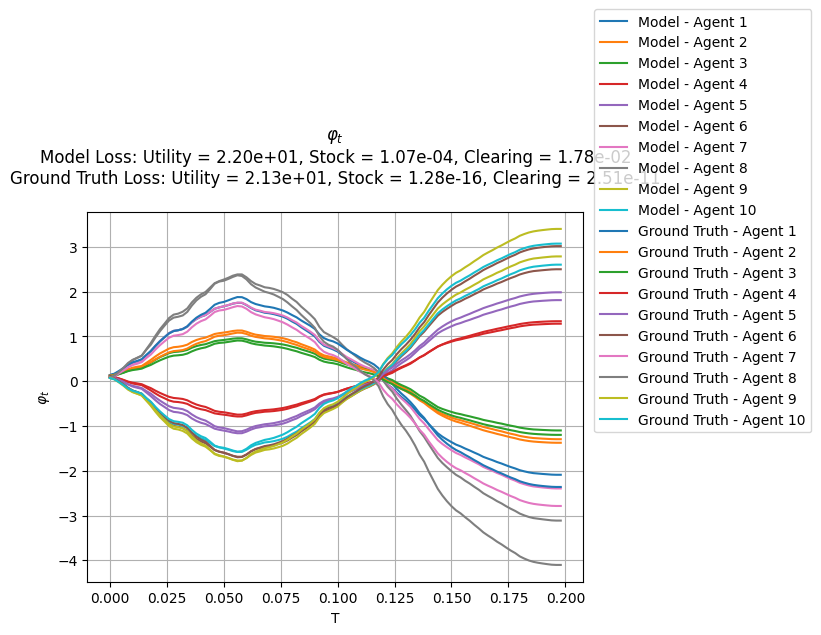 φt
Model Loss: Utility = 2.20e+01, Stock = 1.07e-04, Clearing = 1.78e-02
Ground Truth Loss: Utility = 2.13e+01, Stock = 1.28e-16, Clearing = 2.51e-11
Model - Agent 1
Model - Agent 2
Model - Agent 3
Model - Agent 4
Model - Agent 5
Model - Agent 6
Model - Agent 7
Model - Agent 8
Model - Agent 9
Model - Agent 10
Ground Truth - Agent 1
Ground Truth - Agent 2
Ground Truth - Agent 3
Ground Truth - Agent 4
Ground Truth - Agent 5
Ground Truth - Agent 6
Ground Truth - Agent 7
Ground Truth - Agent 8
Ground Truth - Agent 9
Ground Truth - Agent 10
φt
3
2
1
0
−1
−2
−3
−4
0.000 0.025 0.050 0.075 0.100 0.125 0.150 0.175 0.200
T